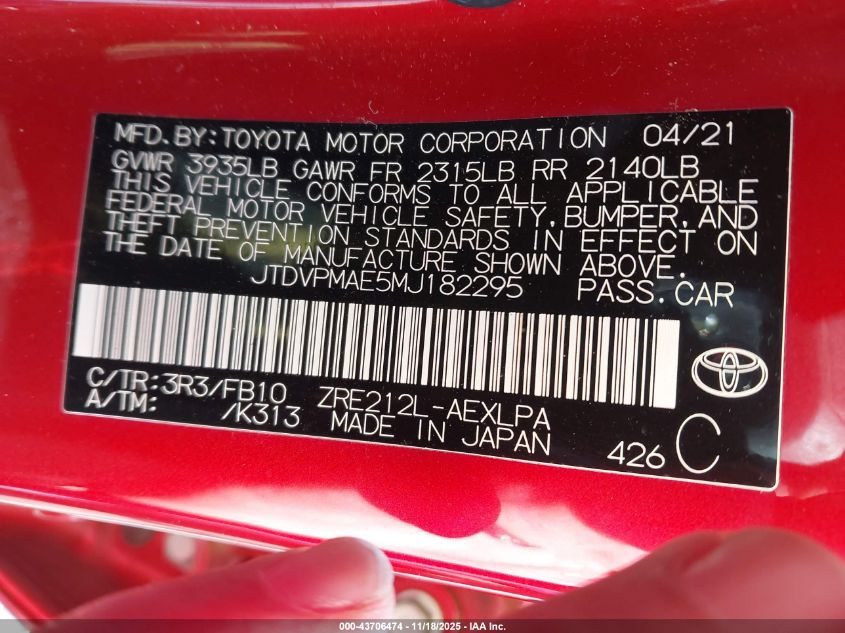 MFD.BY:TOYOTA MOTOR CORPORATION 04/21
GVWR 3935LB GAWR FR 2315LB RR 2140LB
THIS VEHICLE CONFORMS TO ALL APPLICABLE
FEDERAL MOTOR VEHICLE SAFETY,BUMPER,AND
THEFT PREVENTION STANDARDS IN EFFECT ON
THE DATE OF MANUFACTURE SHOWN ABOVE.
JTDVPMAE5MJ182295 PASS.CAR
C/TR:3R3/FB10 ZRE212L-AEXLPA
A/TM: /K313 MADE IN JAPAN
426 C
000-43706474 - 11/18/2025 - IAA Inc.